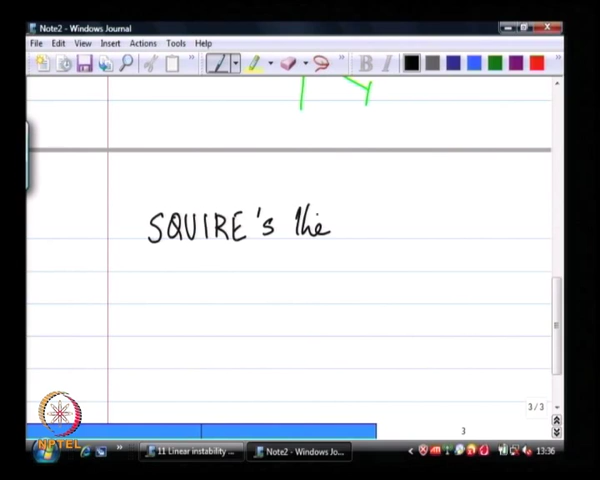 Note2 - Windows Journal
File Edit View Insert Actions Tools Help
B I
SQUIRE's the
3/3
3
NPTEL
11 Linear instability ...
Note2 - Windows Jo...
13:36